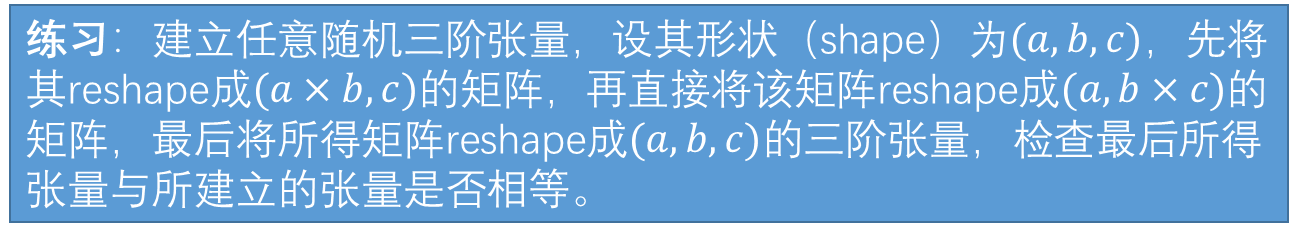 练习：建立任意随机三阶张量，设其形状（shape）为(a, b, c)，先将
其reshape成(a × b, c)的矩阵，再直接将该矩阵reshape成(a, b × c)的
矩阵，最后将所得矩阵reshape成(a, b, c)的三阶张量，检查最后所得
张量与所建立的张量是否相等。